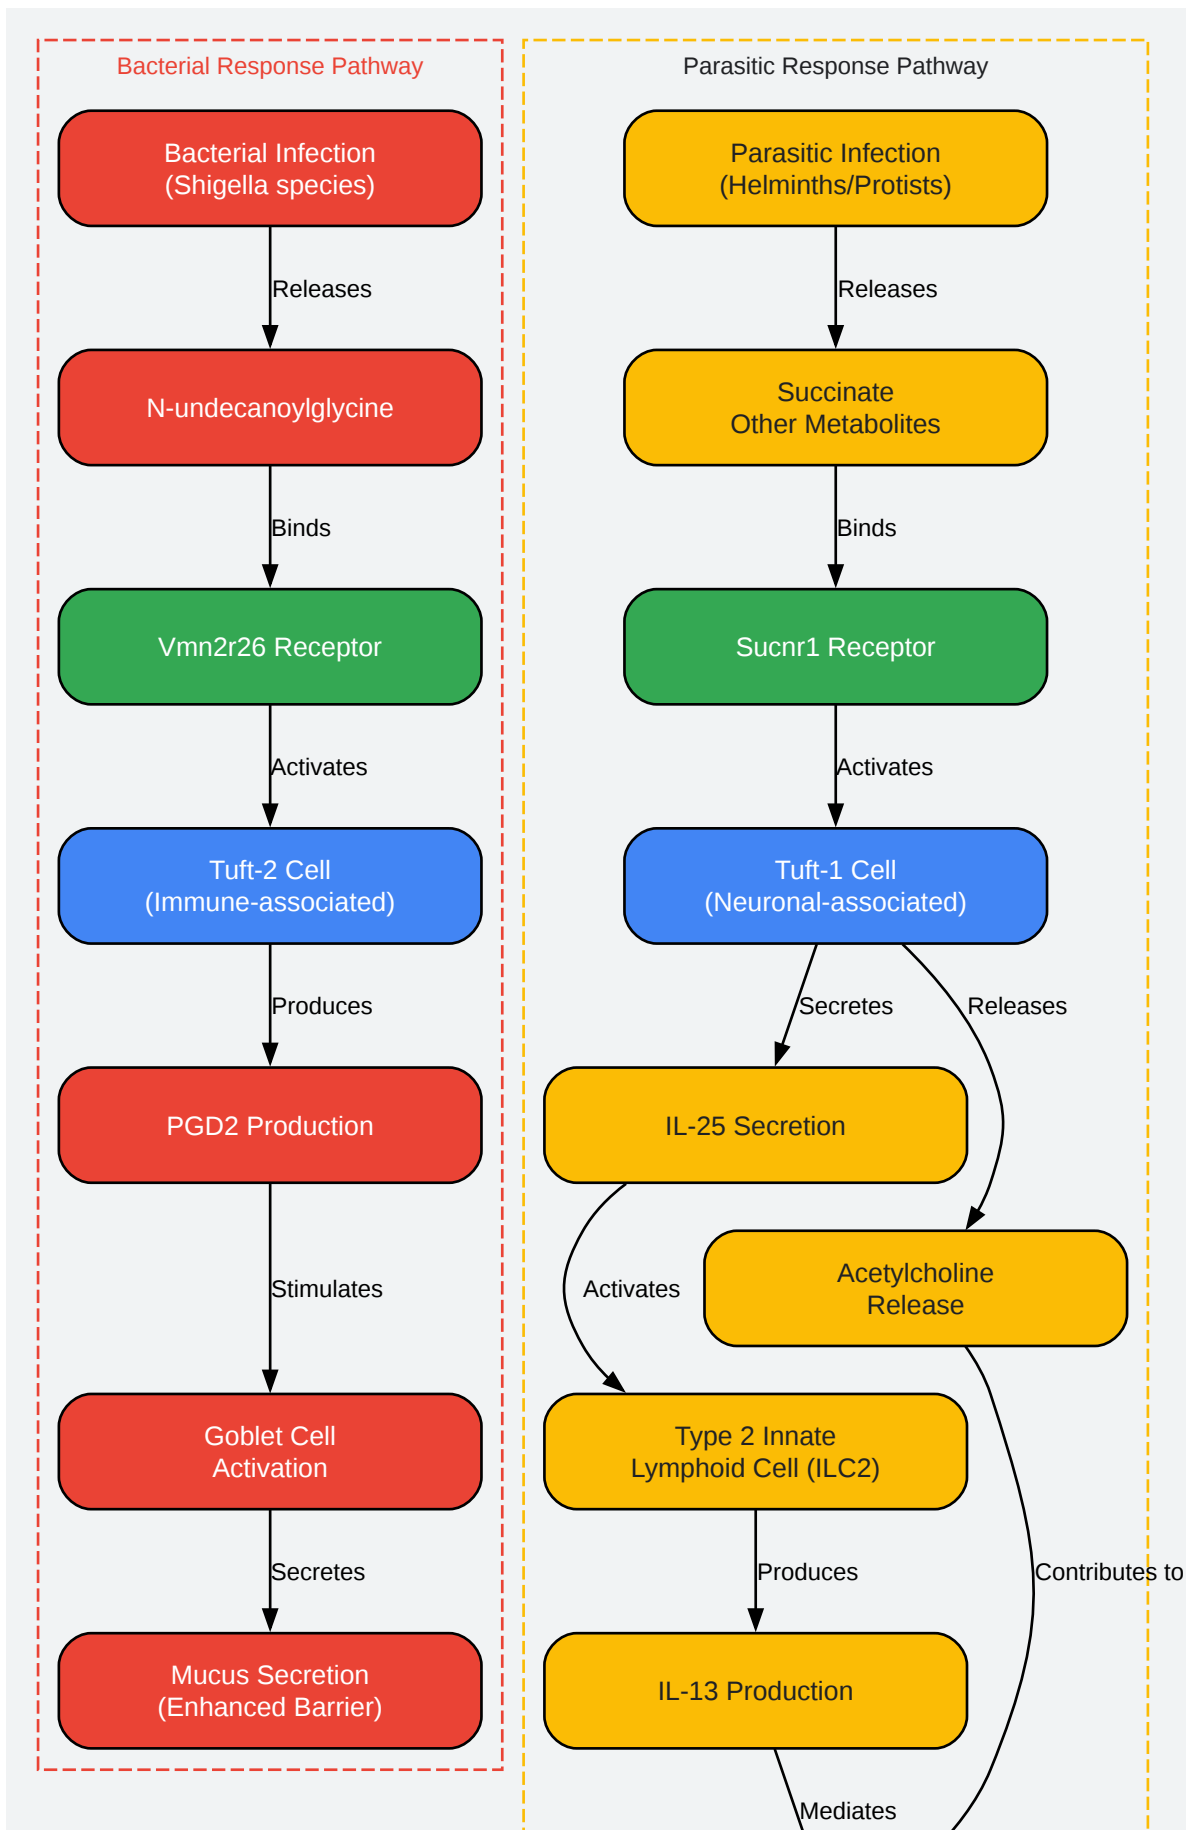 Bacterial Response Pathway
Bacterial Infection
(Shigella species)
Releases
N-undecanoylglycine
Binds
Vmn2r26 Receptor
Activates
Tuft-2 Cell
(Immune-associated)
Produces
PGD2 Production
Stimulates
Goblet Cell
Activation
Secretes
Mucus Secretion
(Enhanced Barrier)
Parasitic Response Pathway
Parasitic Infection
(Helminths/Protists)
Releases
Succinate
Other Metabolites
Binds
Sucnr1 Receptor
Activates
Tuft-1 Cell
(Neuronal-associated)
Secretes
Releases
IL-25 Secretion
Acetylcholine
Release
Activates
Type 2 Innate
Lymphoid Cell (ILC2)
Produces
Contributes to
IL-13 Production
Mediates